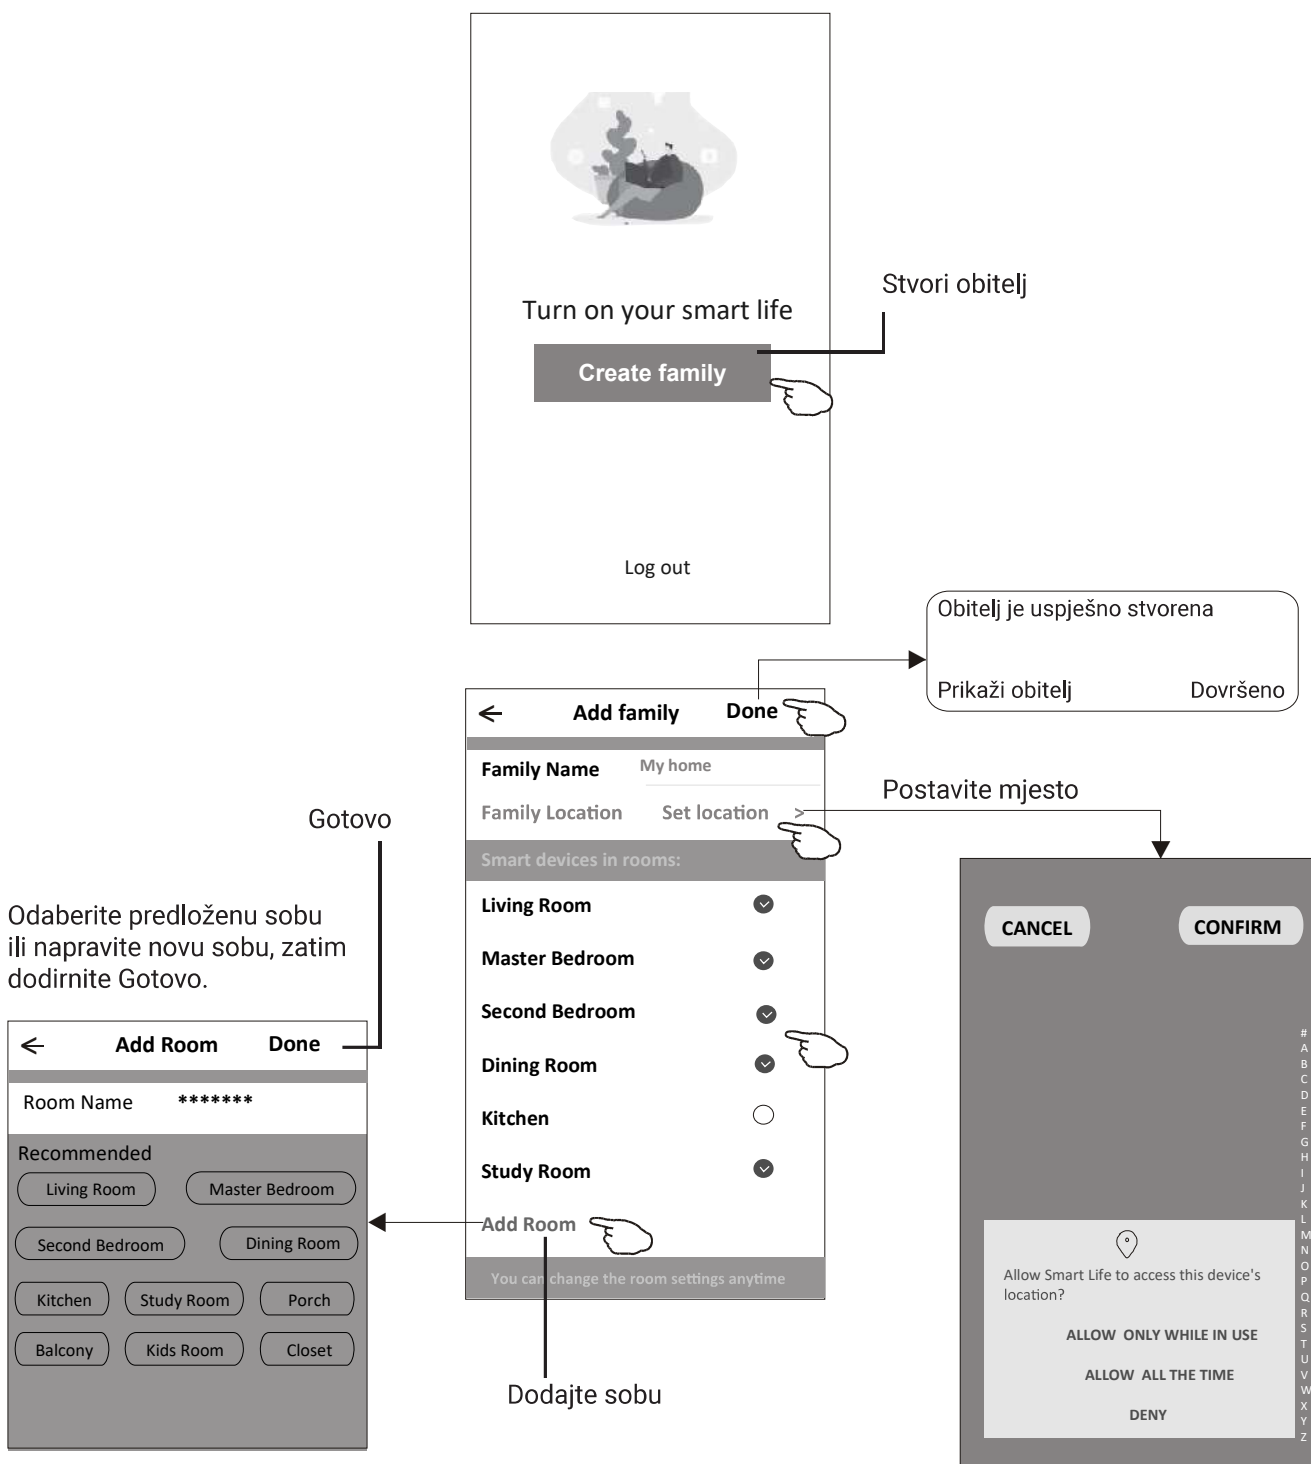 Turn on your smart life
Create family
Log out
Stvori obitelj
Obitelj je uspješno stvorena
Prikaži obitelj Dovršeno
Add family Done
Family Name My home
Family Location Set location >
Smart devices in rooms:
Living Room
Master Bedroom
Second Bedroom
Dining Room
Kitchen
Study Room
Add Room
You can change the room settings anytime
Postavite mjesto
Gotovo
Odaberite predloženu sobu
ili napravite novu sobu, zatim
dodirnite Gotovo.
Add Room Done
Room Name *******
Recommended
Living Room Master Bedroom
Second Bedroom Dining Room
Kitchen Study Room Porch
Balcony Kids Room Closet
Dodajte sobu
CANCEL CONFIRM
Allow Smart Life to access this device's
location?
ALLOW ONLY WHILE IN USE
ALLOW ALL THE TIME
DENY
#
A
B
C
D
E
F
G
H
I
J
K
L
M
N
O
P
Q
R
S
T
U
V
W
X
Y
Z